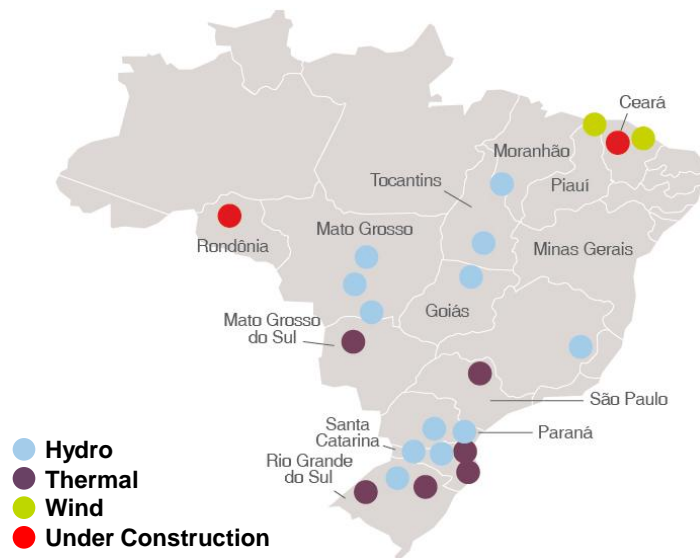 Ceará
Moranhão
Tocantins
Piauí
Mato Grosso
Rondônia
Minas Gerais
Goiás
Mato Grosso
do Sul
São Paulo
Santa
Catarina
Paraná
Rio Grande
do Sul
Hydro
Thermal
Wind
Under Construction